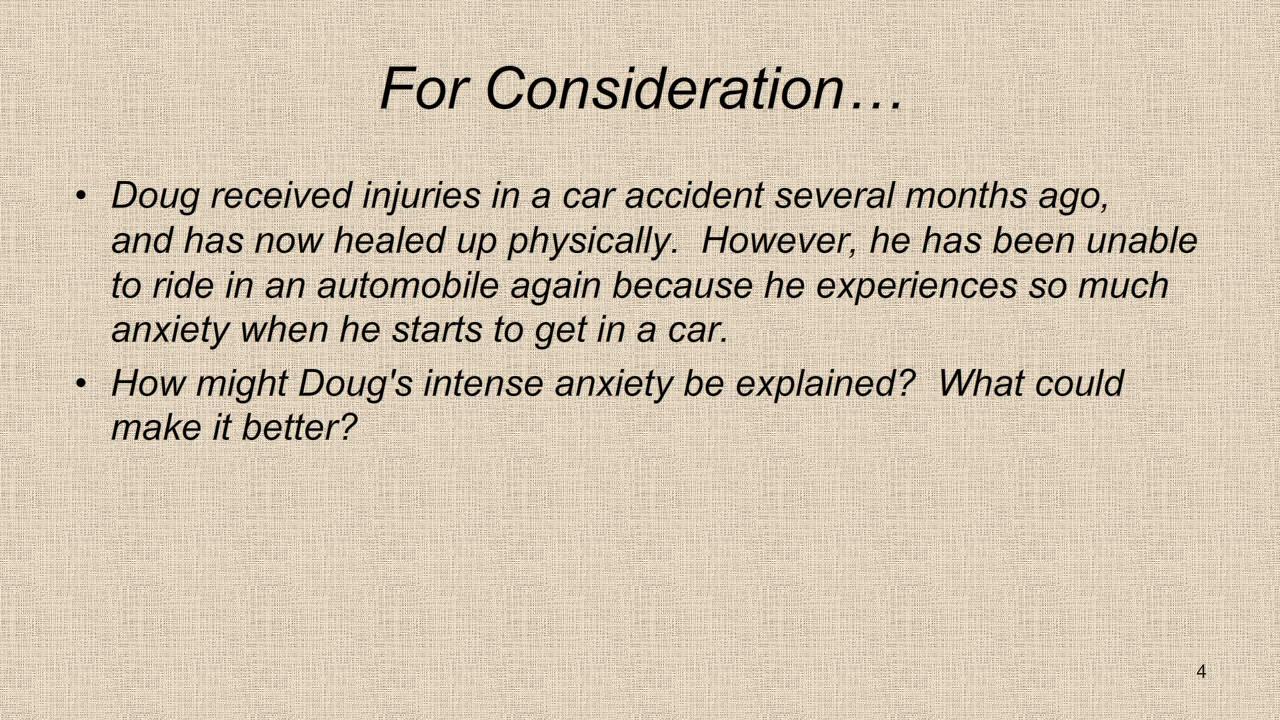 For Consideration…
• Doug received injuries in a car accident several months ago,
and has now healed up physically.  However, he has been unable
to ride in an automobile again because he experiences so much
anxiety when he starts to get in a car.
• How might Doug's intense anxiety be explained?  What could
make it better?
4